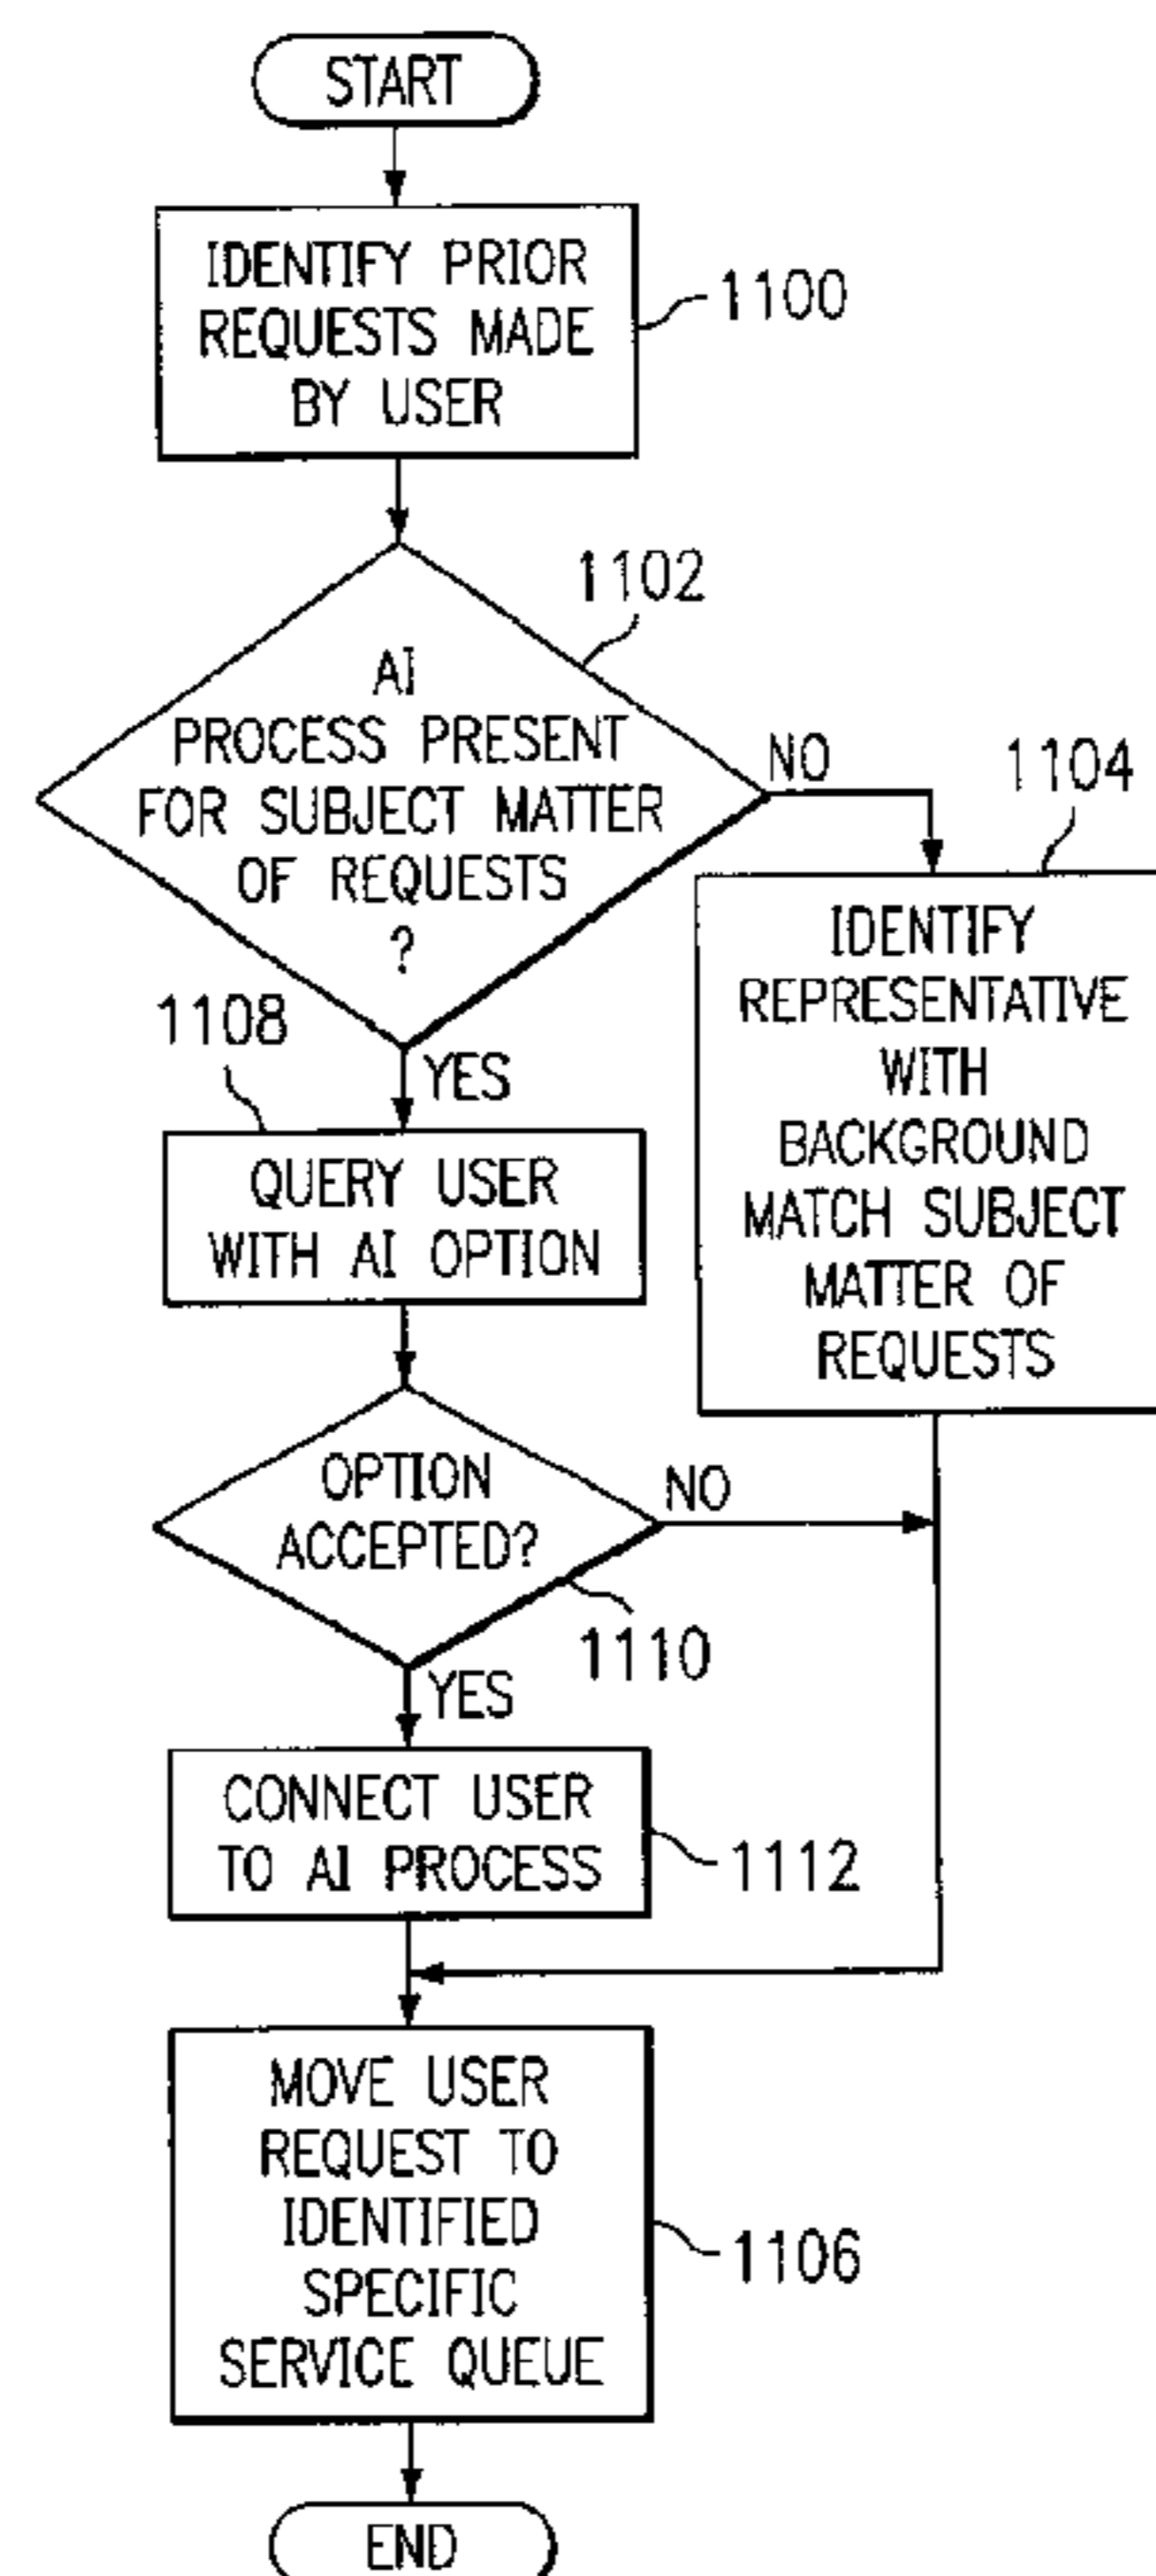 START
IDENTIFY PRIOR
REQUESTS MADE
BY USER
1100
1102
AI
PROCESS PRESENT
FOR SUBJECT MATTER
OF REQUESTS
?
NO
1104
IDENTIFY
REPRESENTATIVE
WITH
BACKGROUND
MATCH SUBJECT
MATTER OF
REQUESTS
YES
1108
QUERY USER
WITH AI OPTION
OPTION
ACCEPTED?
NO
1110
YES
CONNECT USER
TO AI PROCESS
1112
MOVE USER
REQUEST TO
IDENTIFIED
SPECIFIC
SERVICE QUEUE
1106
END